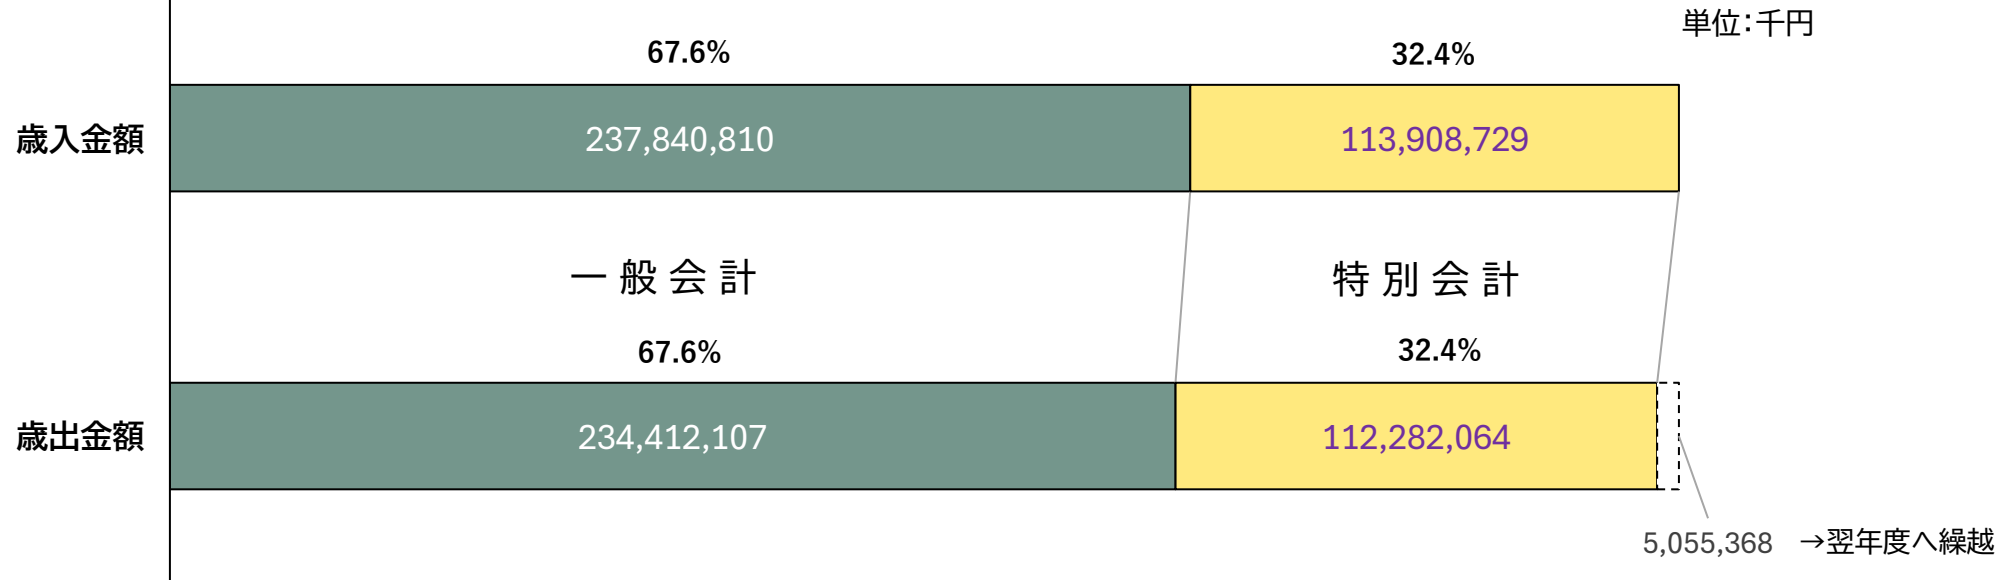 単位：千円
67.6%
32.4%
歳入金額
237,840,810
113,908,729
一般会計
特別会計
67.6%
32.4%
歳出金額
234,412,107
112,282,064
5,055,368 →翌年度へ繰越